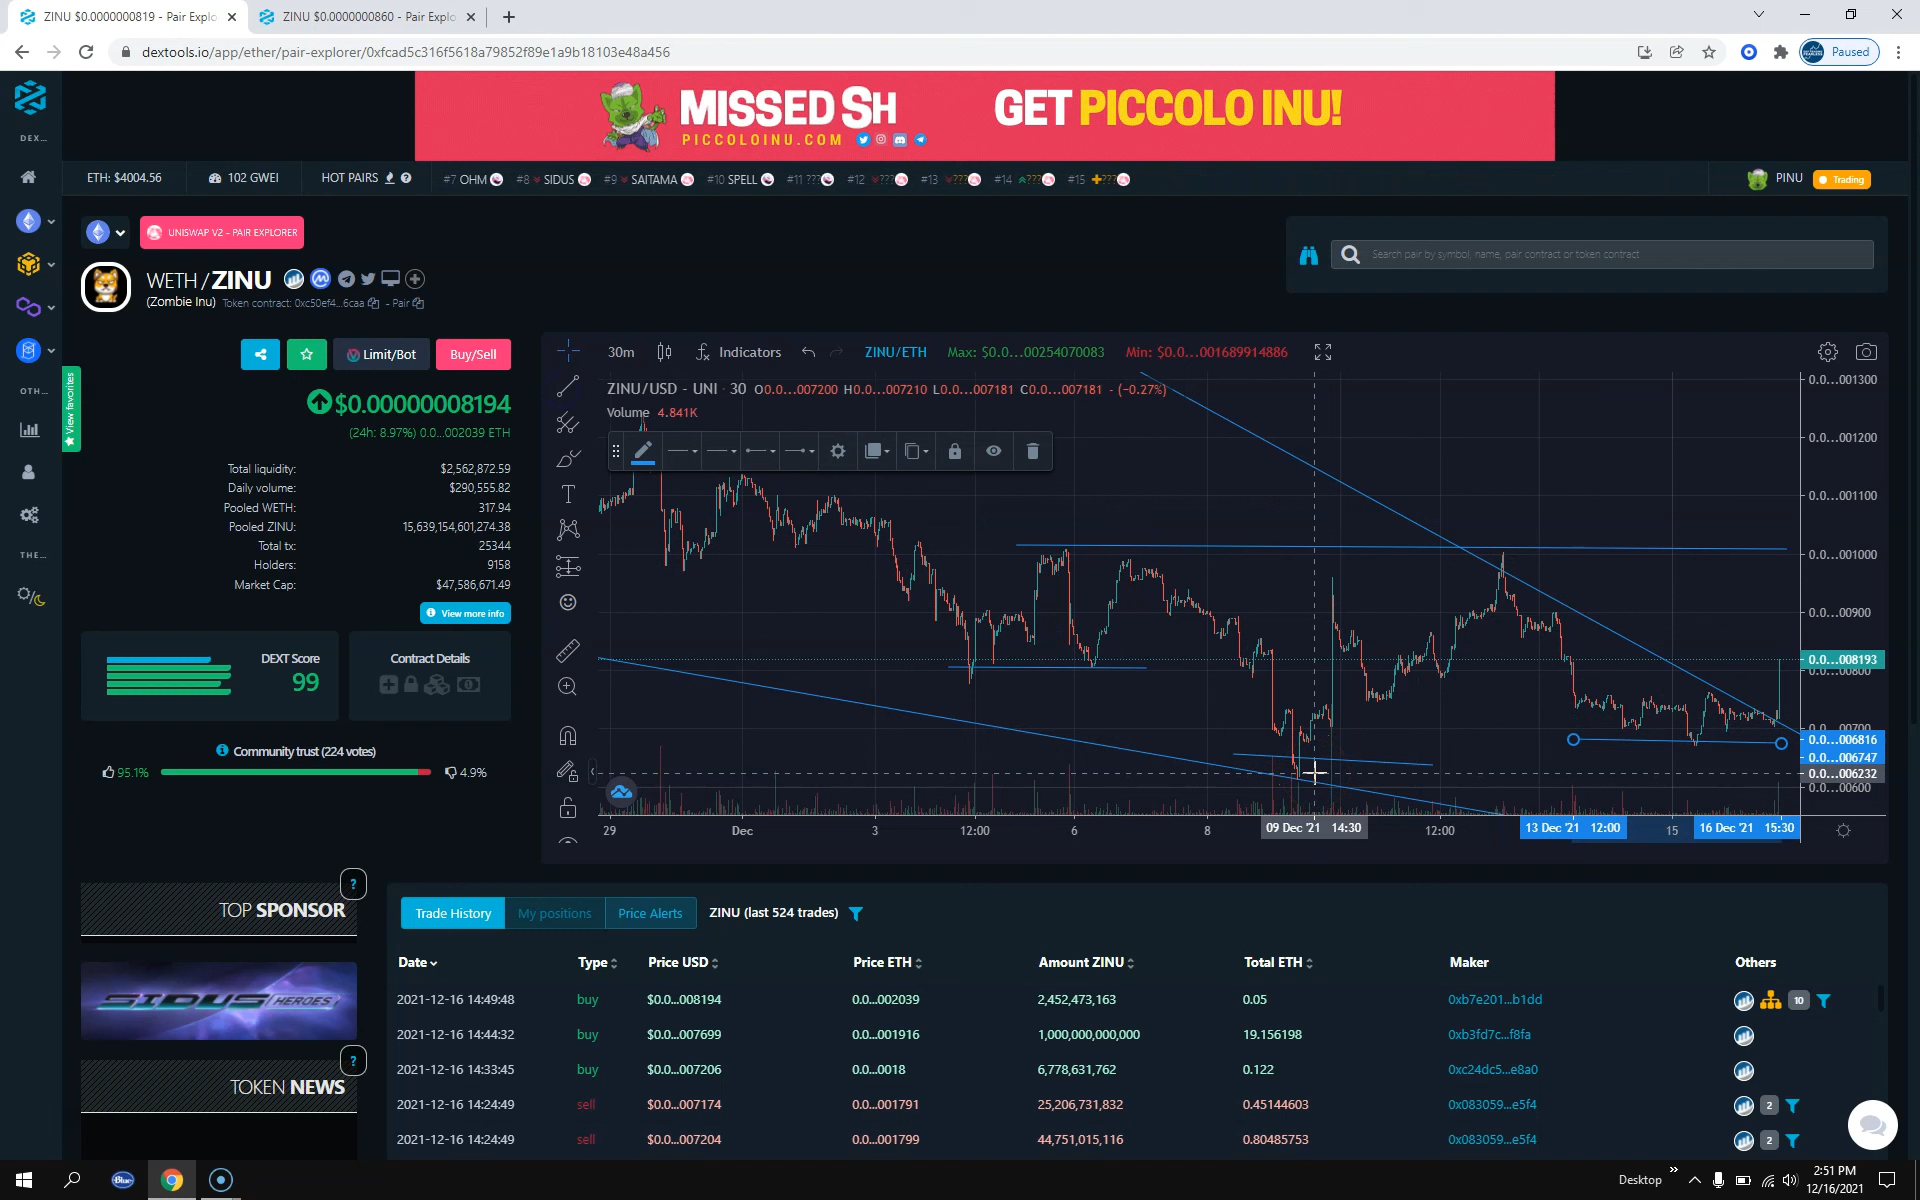 ZINU $0.0000000819 - Pair Explo
ZINU $0.0000000860 - Pair Explo
dextools.io/app/ether/pair-explorer/0xfcad5c316f5618a79852f89e1a9b18103e48a456
Paused
MISSED SH
PICCOLOINU.COM
GET PICCOLO INU!
DEX...
ETH: $4004.56
102 GWEI
HOT PAIRS
#7 OHM
#8 SIDUS
#9 SAITAMA
#10 SPELL
#11 ???
#12 ???
#13 ???
#14 ???
#15 ???
PINU
Trading
UNISWAP V2 - PAIR EXPLORER
Search pair by symbol, name, pair contract or token contract
WETH / ZINU
(Zombie Inu) Token contract: 0xc50ef4...6caa - Pair
Limit/Bot
Buy/Sell
View favorites
OTH...
THE...
$0.00000008194
(24h: 8.97%) 0.0...002039 ETH
Total liquidity: $2,562,872.59
Daily volume: $290,555.82
Pooled WETH: 317.94
Pooled ZINU: 15,639,154,601,274.38
Total tx: 25344
Holders: 9158
Market Cap: $47,586,671.49
View more info
DEXT Score
99
Contract Details
Community trust (224 votes)
95.1%
4.9%
30m
Indicators
ZINU/ETH
Max: $0.0...00254070083
Min: $0.0...001689914886
ZINU/USD - UNI · 30 O0.0...007200 H0.0...007210 L0.0...007181 C0.0...007181 - (−0.27%)
Volume 4.841K
0.0...001300
0.0...001200
0.0...001100
0.0...001000
0.0...00900
0.0...008193
0.0...00800
0.0...00700
0.0...006816
0.0...006747
0.0...006232
0.0...00600
29
Dec
3
12:00
6
8
09 Dec '21 14:30
12:00
13 Dec '21 12:00
15
16 Dec '21 15:30
TOP SPONSOR
?
SIDUS HEROES
TOKEN NEWS
?
Trade History
My positions
Price Alerts
ZINU (last 524 trades)
Date Type Price USD Price ETH Amount ZINU Total ETH Maker Others
2021-12-16 14:49:48 buy $0.0...008194 0.0...002039 2,452,473,163 0.05 0xb7e201...b1dd 10
2021-12-16 14:44:32 buy $0.0...007699 0.0...001916 1,000,000,000,000 19.156198 0xb3fd7c...f8fa
2021-12-16 14:33:45 buy $0.0...007206 0.0...0018 6,778,631,762 0.122 0xc24dc5...e8a0
2021-12-16 14:24:49 sell $0.0...007174 0.0...001791 25,206,731,832 0.45144603 0x083059...e5f4 2
2021-12-16 14:24:49 sell $0.0...007204 0.0...001799 44,751,015,116 0.80485753 0x083059...e5f4 2
Blue
Desktop
2:51 PM
12/16/2021